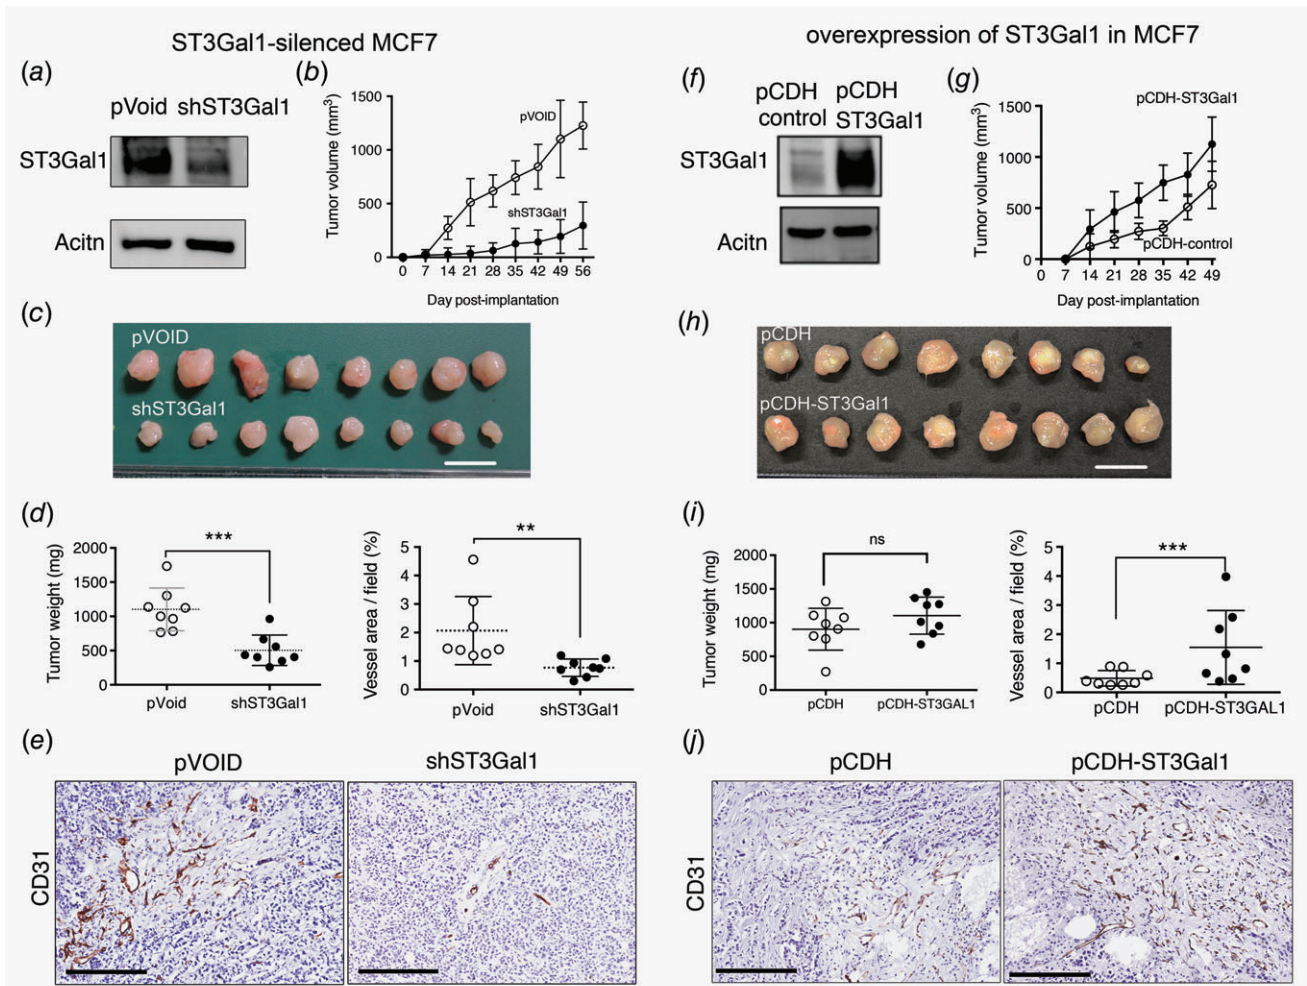 ST3Gal1-silenced MCF7
(a)
pVoid shST3Gal1
ST3Gal1
Acitn
(b)
Tumor volume (mm³)
1500
1000
500
0
pVOID
shST3Gal1
0 7 14 21 28 35 42 49 56
Day post-implantation
(c)
pVOID
shST3Gal1
(d)
Tumor weight (mg)
2000
1500
1000
500
0
***
pVoid shST3Gal1
Vessel area / field (%)
5
4
3
2
1
0
**
pVoid shST3Gal1
(e)
pVOID shST3Gal1
CD31
overexpression of ST3Gal1 in MCF7
(f)
pCDH pCDH
control ST3Gal1
ST3Gal1
Acitn
(g)
Tumor volume (mm³)
1500
1000
500
0
pCDH-ST3Gal1
pCDH-control
0 7 14 21 28 35 42 49
Day post-implantation
(h)
pCDH
pCDH-ST3Gal1
(i)
Tumor weight (mg)
2000
1500
1000
500
0
ns
pCDH pCDH-ST3GAL1
Vessel area / field (%)
5
4
3
2
1
0
***
pCDH pCDH-ST3GAL1
(j)
pCDH pCDH-ST3Gal1
CD31